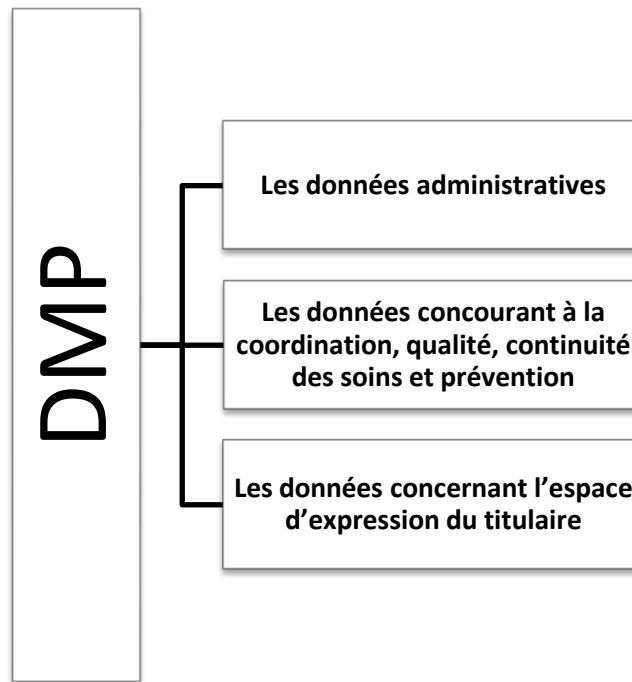 DMP
Les données administratives
Les données concourant à la
coordination, qualité, continuité
des soins et prévention
Les données concernant l’espace
d’expression du titulaire